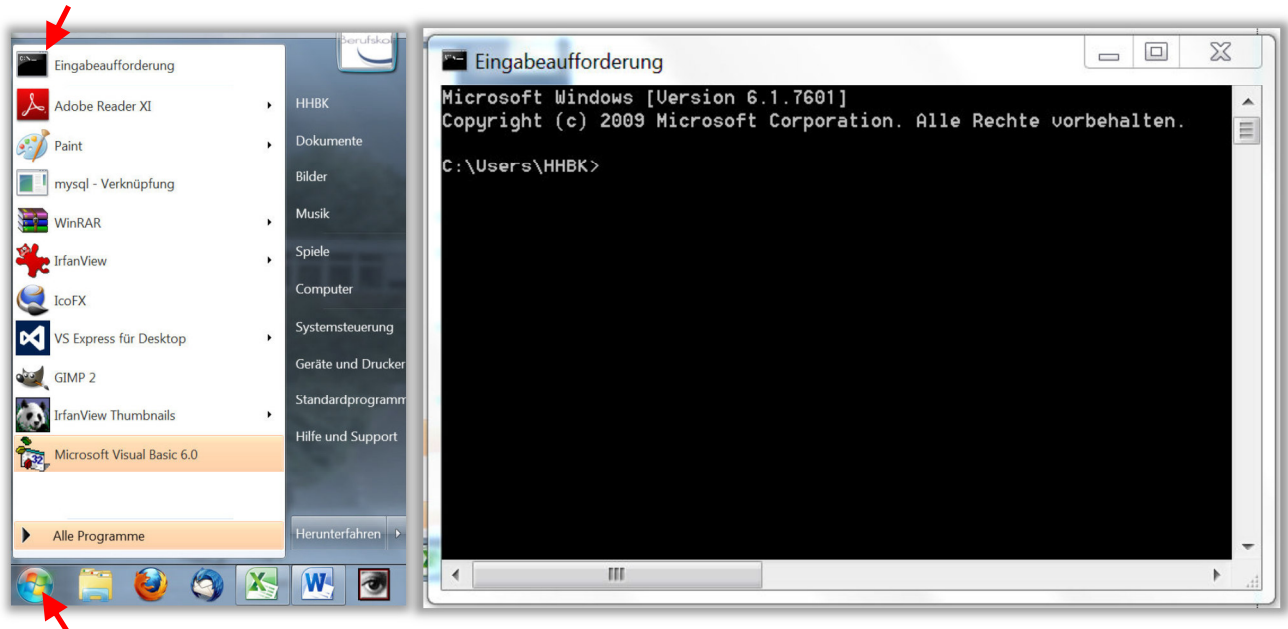 Eingabeaufforderung
Adobe Reader XI
Paint
mysql - Verknüpfung
WinRAR
IrfanView
IcoFX
VS Express für Desktop
GIMP 2
IrfanView Thumbnails
Microsoft Visual Basic 6.0
Alle Programme
Berufskol
HHBK
Dokumente
Bilder
Musik
Spiele
Computer
Systemsteuerung
Geräte und Drucker
Standardprogramm
Hilfe und Support
Herunterfahren
Eingabeaufforderung
Microsoft Windows [Version 6.1.7601]
Copyright (c) 2009 Microsoft Corporation. Alle Rechte vorbehalten.
C:\Users\HHBK>